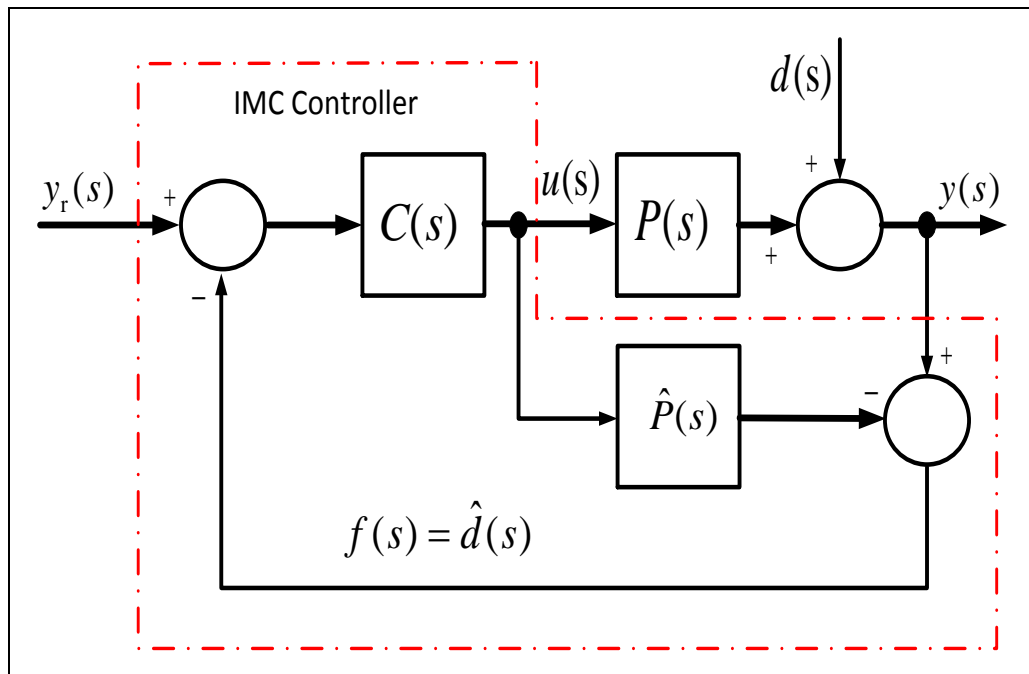 d(s)
IMC Controller
y_r(s)
+
C(s)
u(s)
P(s)
+
+
y(s)
−
P̂(s)
−
+
f(s) = d̂(s)